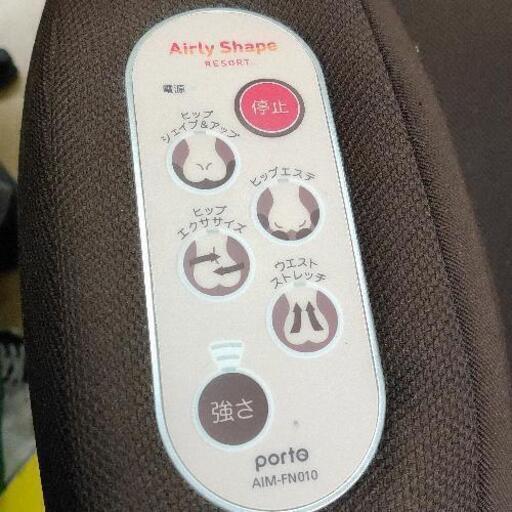 Airly Shape
RESORT
電源
停止
ヒップ
シェイプ&アップ
ヒップエステ
ヒップ
エクササイズ
ウエスト
ストレッチ
強さ
porto
AIM-FN010